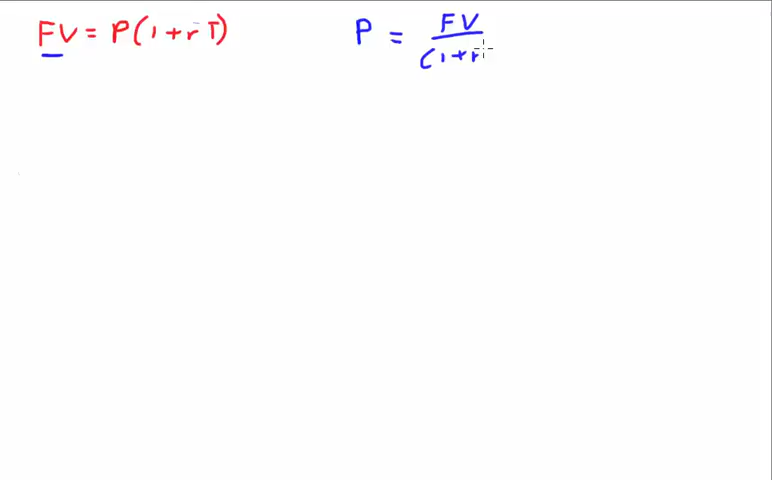 FV = P(1+rT)
P = FV
(1+r